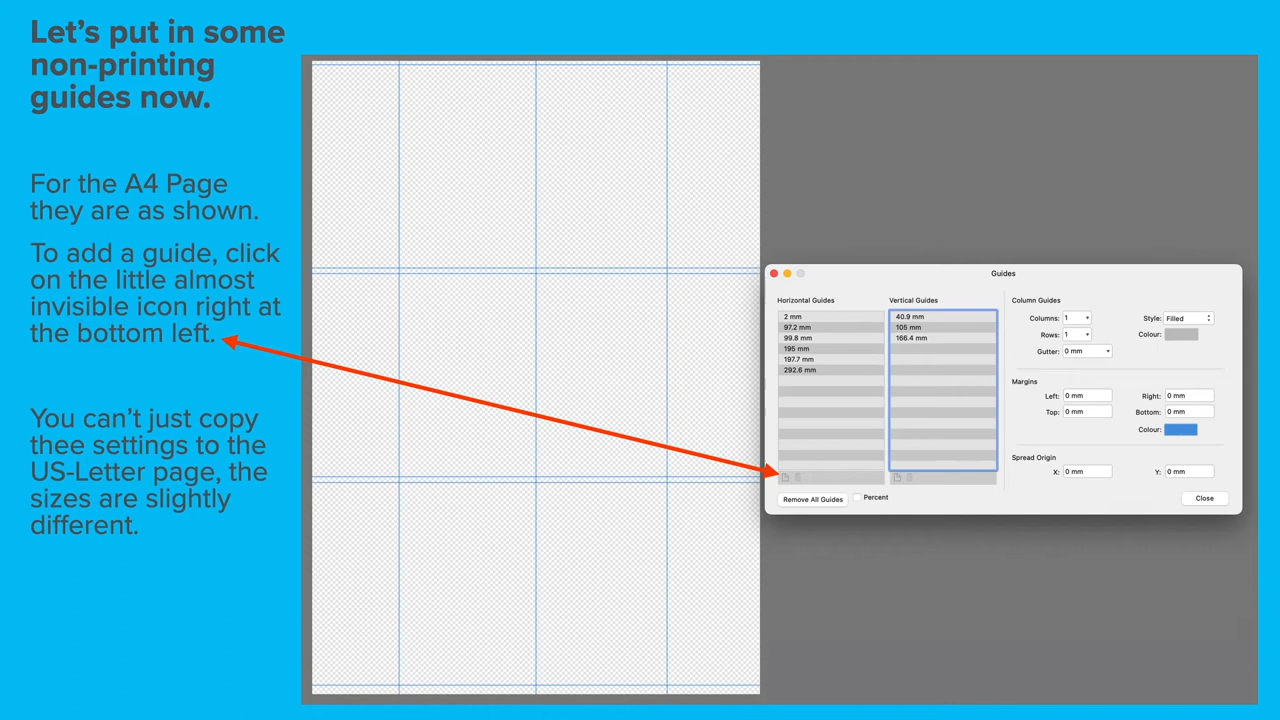 Let's put in some
non-printing
guides now.
For the A4 Page
they are as shown.
To add a guide, click
on the little almost
invisible icon right at
the bottom left.
You can't just copy
thee settings to the
US-Letter page, the
sizes are slightly
different.
Guides
Horizontal Guides
2 mm
97.2 mm
99.8 mm
195 mm
197.7 mm
292.6 mm
Vertical Guides
40.9 mm
105 mm
166.4 mm
Remove All Guides
Percent
Column Guides
Columns: 1
Style: Filled
Rows: 1
Colour:
Gutter: 0 mm
Margins
Left: 0 mm
Right: 0 mm
Top: 0 mm
Bottom: 0 mm
Colour:
Spread Origin
X: 0 mm
Y: 0 mm
Close